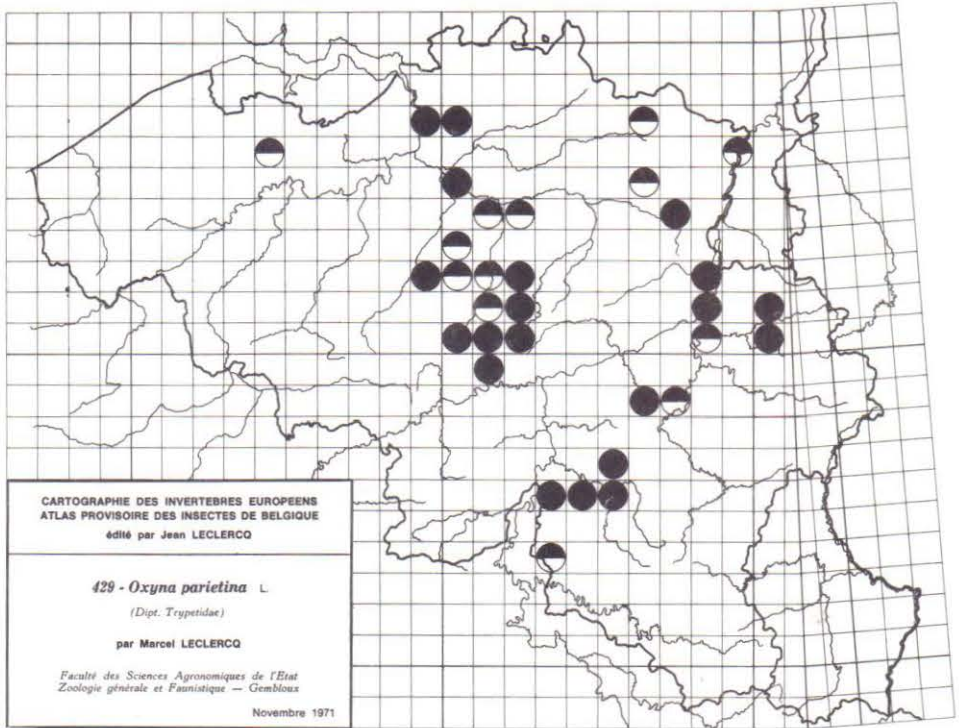 CARTOGRAPHIE DES INVERTEBRES EUROPEENS
ATLAS PROVISOIRE DES INSECTES DE BELGIQUE
édité par Jean LECLERCQ
429 - Oxyna parietina L.
(Dipt. Trypetidae)
par Marcel LECLERCQ
Faculté des Sciences Agronomiques de l'Etat
Zoologie générale et Faunistique — Gembloux
Novembre 1971